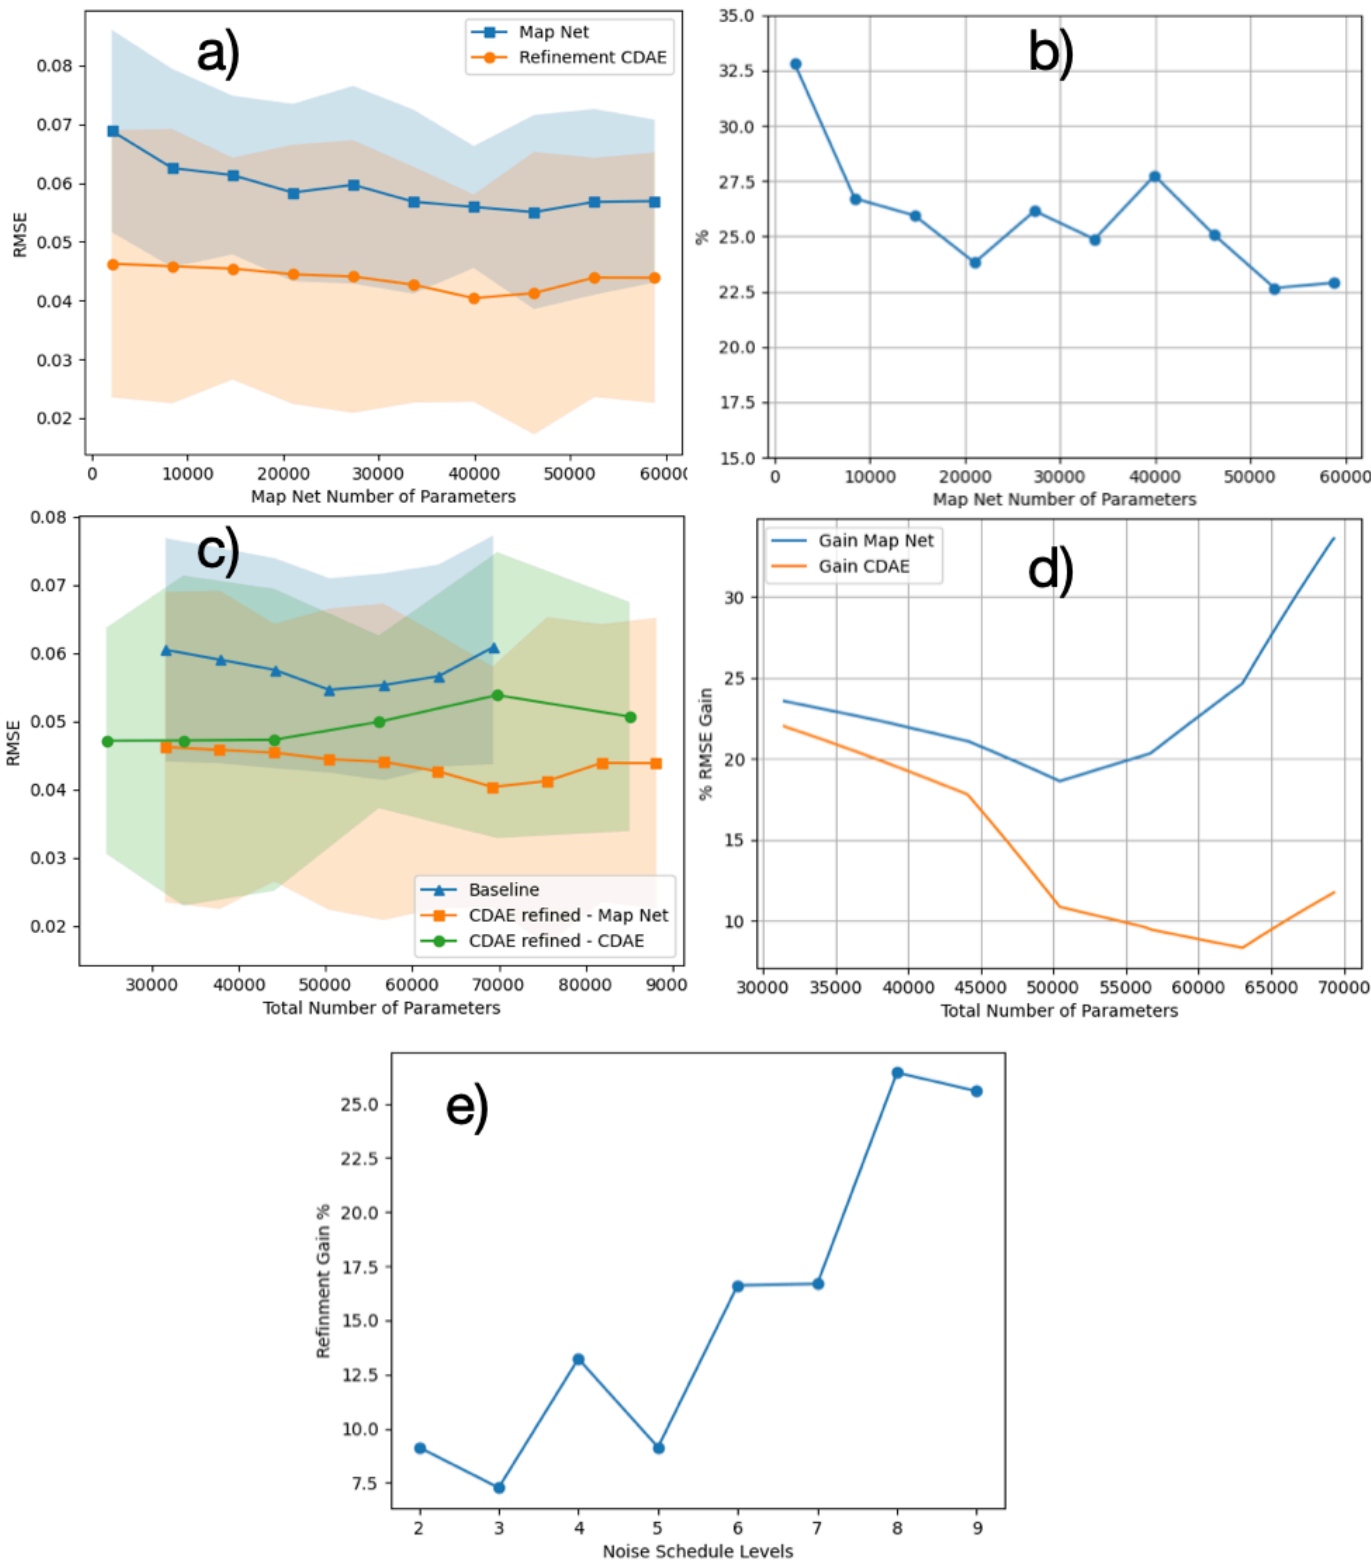 a)
Map Net
Refinement CDAE
0.08
0.07
0.06
0.05
0.04
0.03
0.02
RMSE
0 10000 20000 30000 40000 50000 60000
Map Net Number of Parameters
b)
35.0
32.5
30.0
27.5
25.0
22.5
20.0
17.5
15.0
%
0 10000 20000 30000 40000 50000 60000
Map Net Number of Parameters
c)
0.08
0.07
0.06
0.05
0.04
0.03
0.02
RMSE
Baseline
CDAE refined - Map Net
CDAE refined - CDAE
30000 40000 50000 60000 70000 80000 9000
Total Number of Parameters
Gain Map Net
Gain CDAE
d)
30
25
20
15
10
% RMSE Gain
30000 35000 40000 45000 50000 55000 60000 65000 70000
Total Number of Parameters
e)
25.0
22.5
20.0
17.5
15.0
12.5
10.0
7.5
Refinment Gain %
2 3 4 5 6 7 8 9
Noise Schedule Levels